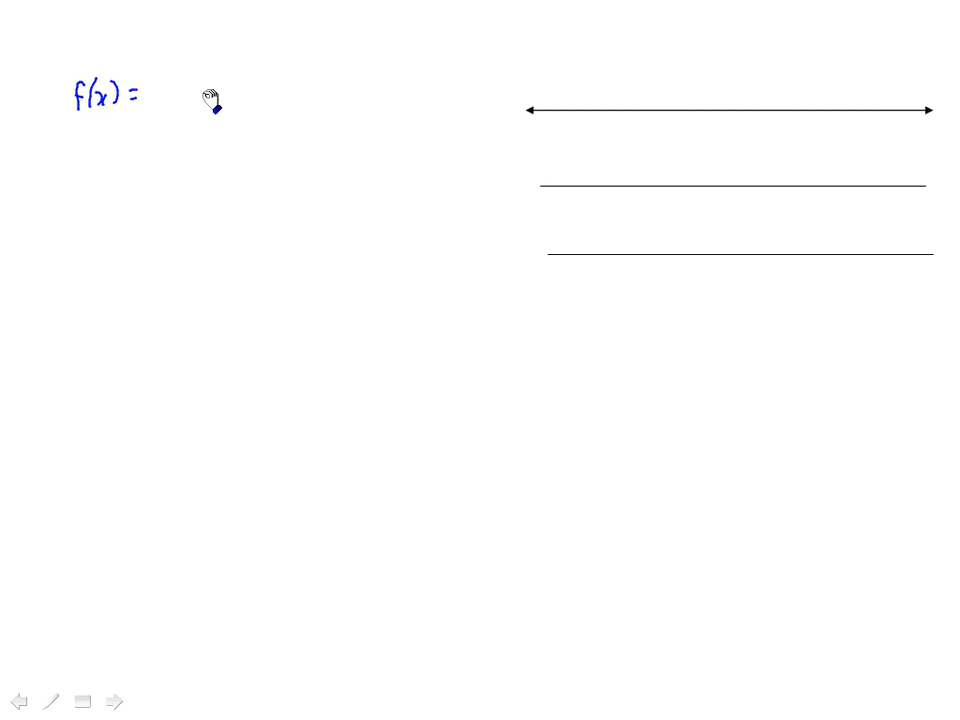 f(x) =